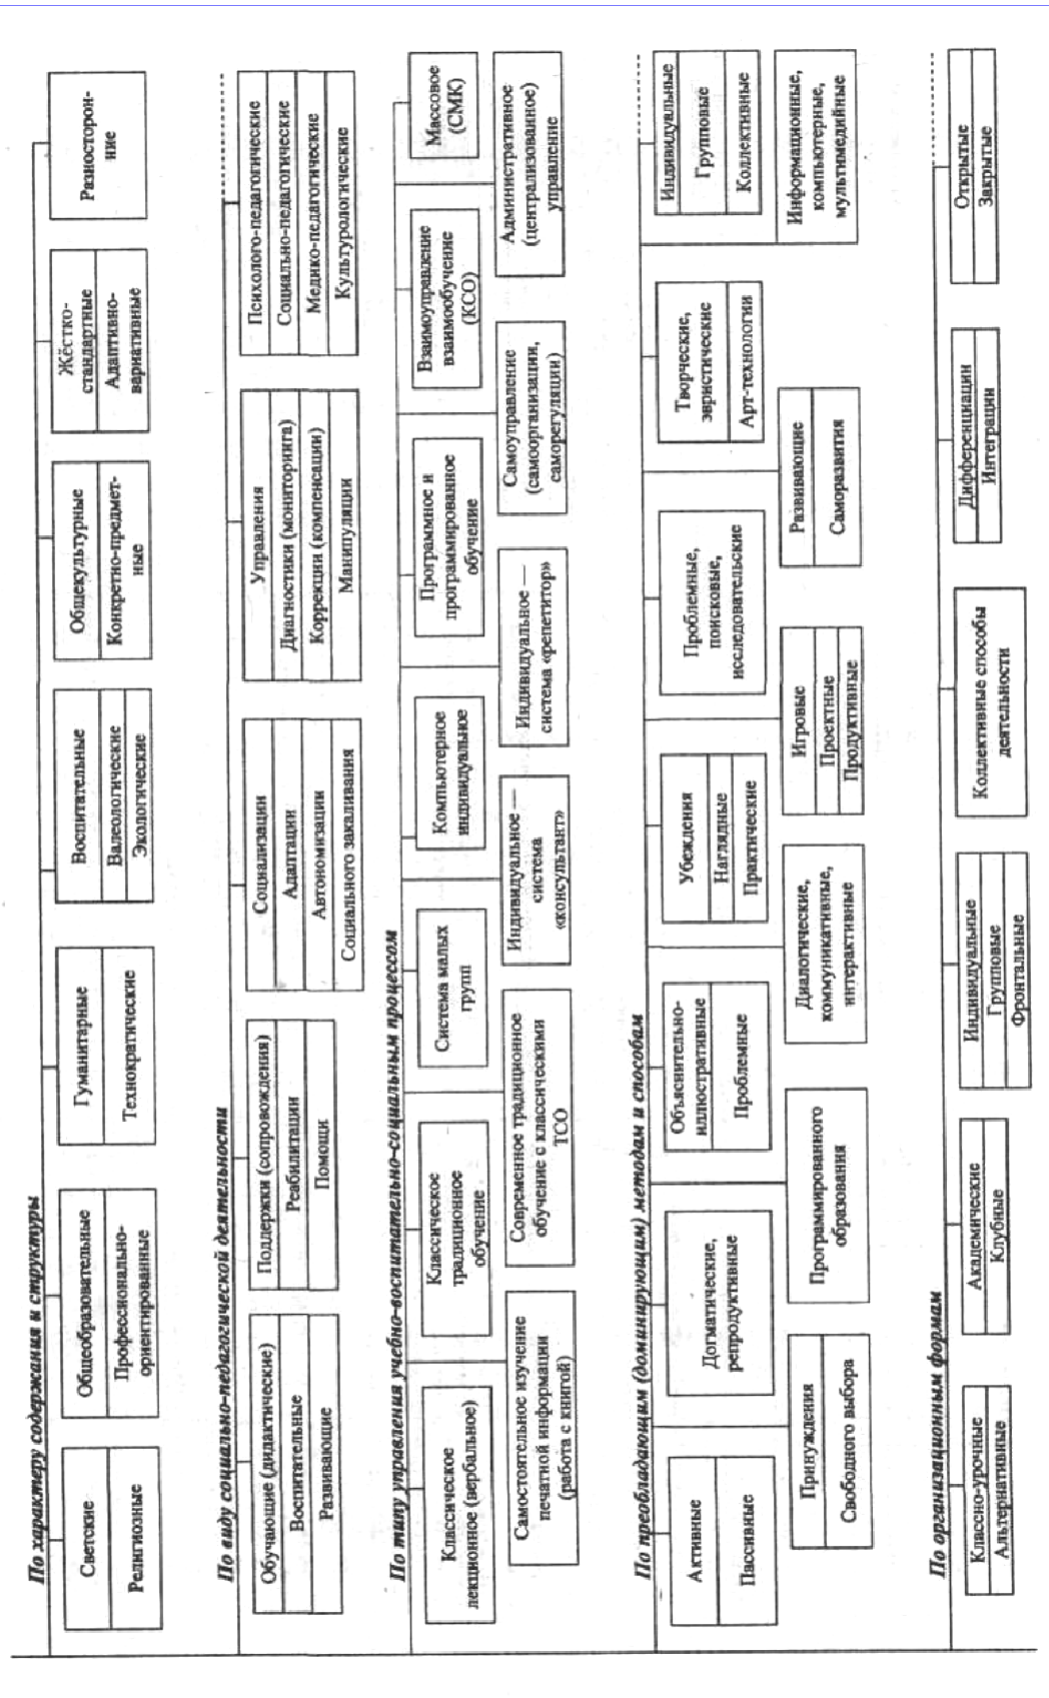 По характеру содержания и структуры
Светские
Религиозные
Общеобразовательные
Профессионально-
ориентированные
Гуманитарные
Технократические
Воспитательные
Валеологические
Экологические
Общекультурные
Конкретно-предмет-
ные
Жёстко-
стандартные
Адаптивно-
вариативные
Разносторон-
ние
По виду социально-педагогической деятельности
Обучающие (дидактические)
Воспитательные
Развивающие
Поддержки (сопровождения)
Реабилитации
Помощи
Социализации
Адаптации
Автономизации
Социального закаливания
Управления
Диагностики (мониторинга)
Коррекции (компенсации)
Манипуляции
Психолого-педагогические
Социально-педагогические
Медико-педагогические
Культурологические
По типу управления учебно-воспитательно-социальным процессом
Классическое
лекционное (вербальное)
Классическое
традиционное
обучение
Система малых
групп
Компьютерное
индивидуальное
Программное и
программированное
обучение
Взаимоуправление
взаимообучение
(КСО)
Массовое
(СМК)
Самостоятельное изучение
печатной информации
(работа с книгой)
Современное традиционное
обучение с классическими
ТСО
Индивидуальное —
система
«консультант»
Индивидуальное —
система «репетитор»
Самоуправление
(самоорганизации,
саморегуляции)
Административное
(централизованное)
управление
По преобладающим (доминирующим) методам и способам
Активные
Пассивные
Догматические,
репродуктивные
Объяснительно-
иллюстративные
Проблемные
Убеждения
Наглядные
Практические
Проблемные,
поисковые,
исследовательские
Творческие,
эвристические
Арт-технологии
Индивидуальные
Групповые
Коллективные
Принуждения
Свободного выбора
Программированного
образования
Диалогические,
коммуникативные,
интерактивные
Игровые
Проектные
Продуктивные
Развивающие
Саморазвития
Информационные,
компьютерные,
мультимедийные
По организационным формам
Классно-урочные
Альтернативные
Академические
Клубные
Индивидуальные
Групповые
Фронтальные
Коллективные способы
деятельности
Дифференциации
Интеграции
Открытые
Закрытые